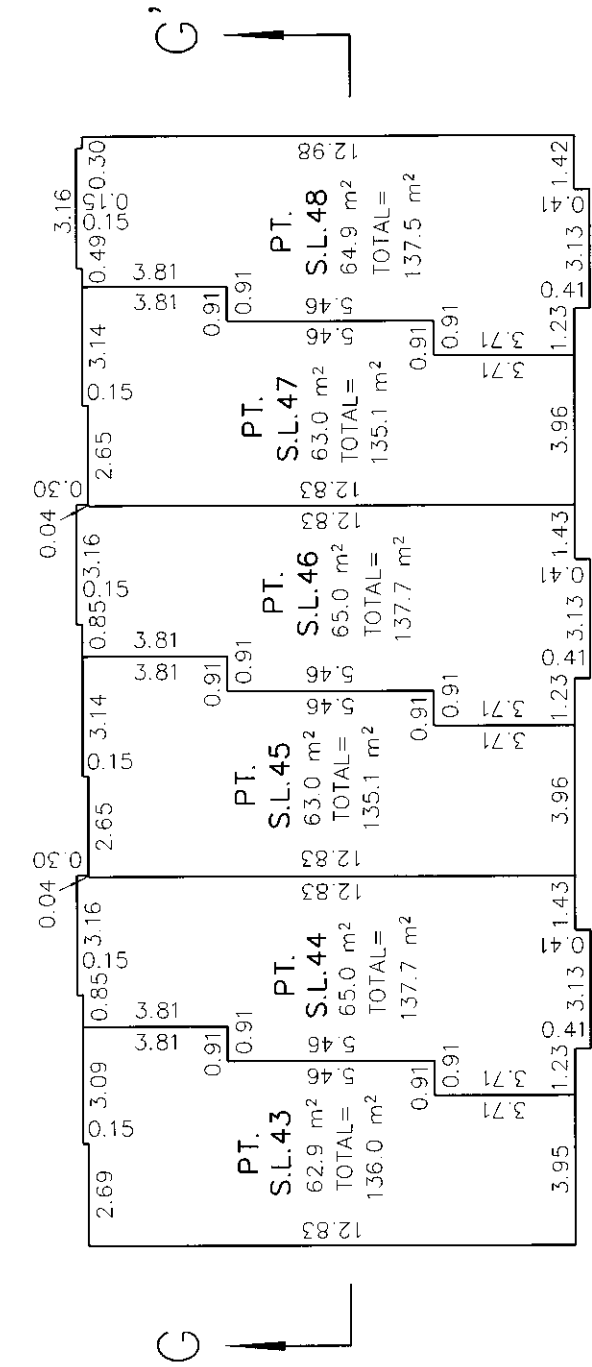 G'
3.16
0.30
0.15
0.15
0.49
12.98
PT.
S.L.48
64.9 m²
TOTAL=
137.5 m²
1.42
0.41
3.13
0.41
1.23
3.81
3.81
0.91
0.91
5.46
5.46
0.91
0.91
3.71
3.71
3.14
0.15
2.65
PT.
S.L.47
63.0 m²
TOTAL=
135.1 m²
3.96
0.30
0.04
12.83
12.83
3.16
0.15
0.85
PT.
S.L.46
65.0 m²
TOTAL=
137.7 m²
1.43
0.41
3.13
0.41
1.23
3.81
3.81
0.91
0.91
5.46
5.46
0.91
0.91
3.71
3.71
3.14
0.15
2.65
PT.
S.L.45
63.0 m²
TOTAL=
135.1 m²
3.96
0.30
0.04
12.83
12.83
3.16
0.15
0.85
PT.
S.L.44
65.0 m²
TOTAL=
137.7 m²
1.43
0.41
3.13
0.41
1.23
3.81
3.81
0.91
0.91
5.46
5.46
0.91
0.91
3.71
3.71
3.09
0.15
2.69
PT.
S.L.43
62.9 m²
TOTAL=
136.0 m²
3.95
12.83
G